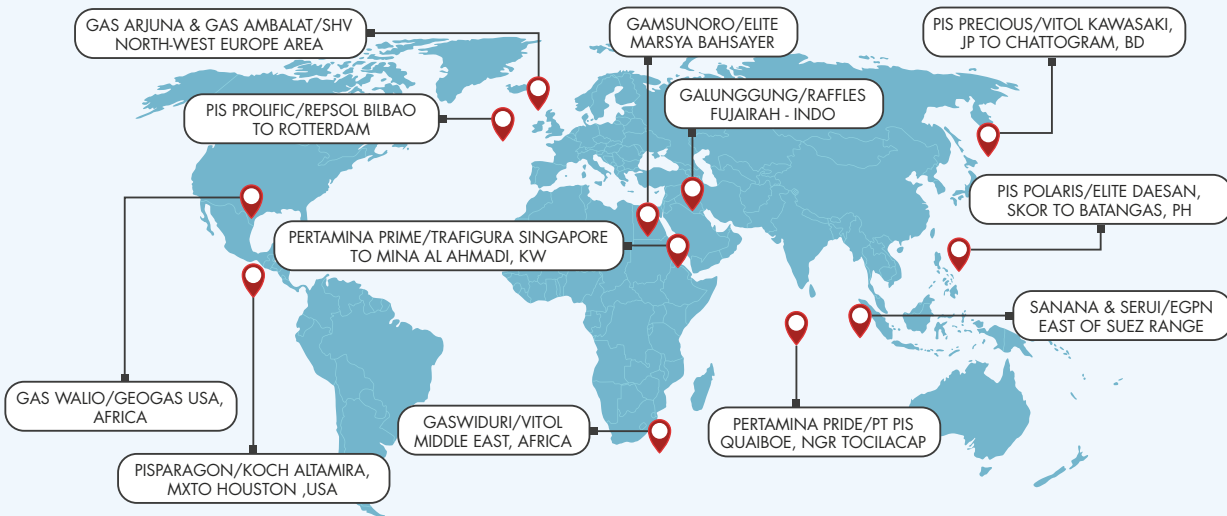 GAS ARJUNA & GAS AMBALAT/SHV
NORTH-WEST EUROPE AREA
GAMSUNORO/ELITE
MARSYA BAHSAYER
PIS PRECIOUS/VITOL KAWASAKI,
JP TO CHATTOGRAM, BD
PIS PROLIFIC/REPSOL BILBAO
TO ROTTERDAM
GALUNGGUNG/RAFFLES
FUJAIRAH - INDO
PIS POLARIS/ELITE DAESAN,
SKOR TO BATANGAS, PH
PERTAMINA PRIME/TRAFIGURA SINGAPORE
TO MINA AL AHMADI, KW
SANANA & SERUI/EGPN
EAST OF SUEZ RANGE
GAS WALIO/GEOGAS USA,
AFRICA
GASWIDURI/VITOL
MIDDLE EAST, AFRICA
PERTAMINA PRIDE/PT PIS
QUAIBOE, NGR TOCILACAP
PISPARAGON/KOCH ALTAMIRA,
MXTO HOUSTON ,USA